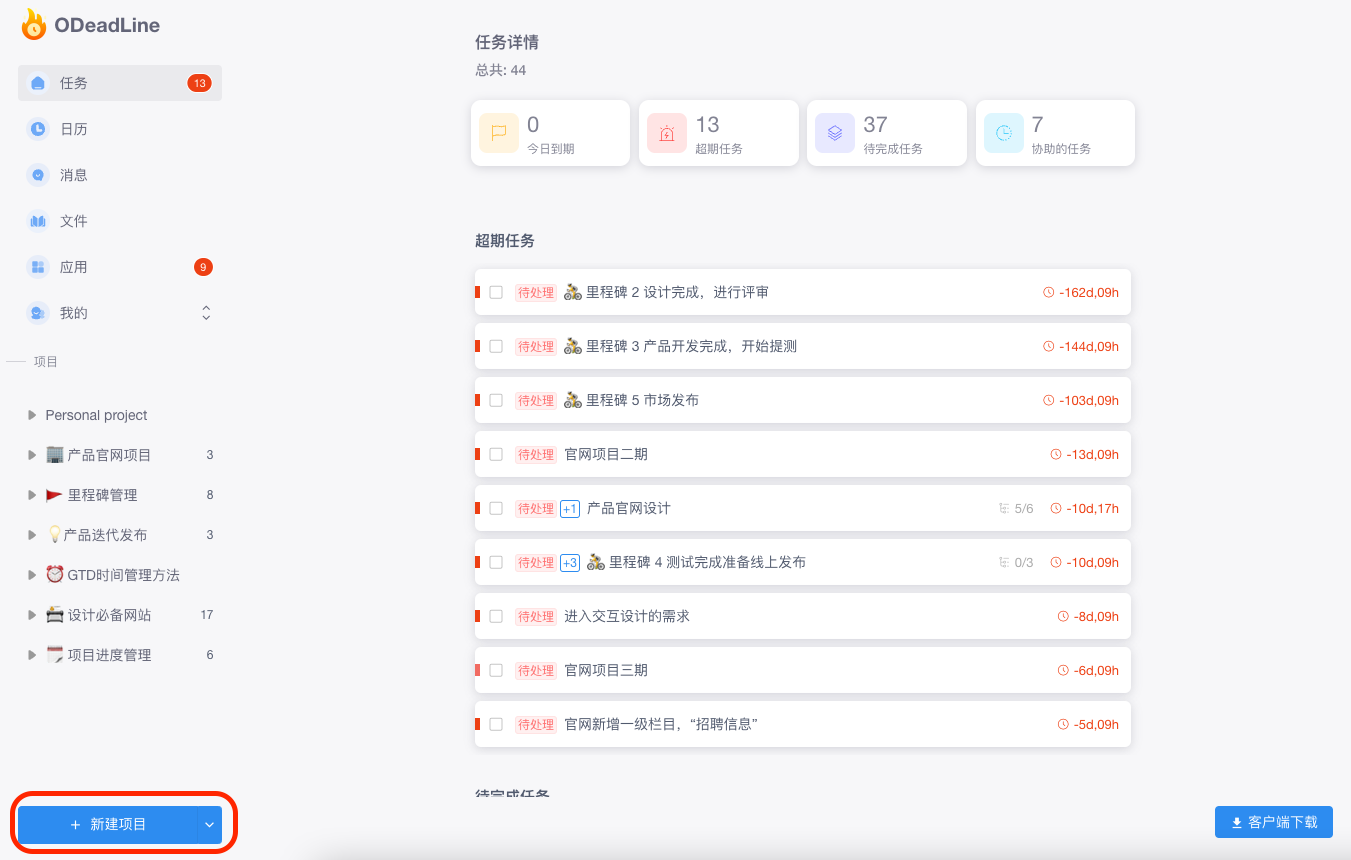 ODeadLine
任务 13
日历
消息
文件
应用 9
我的
项目
Personal project
产品官网项目 3
里程碑管理 8
产品迭代发布 3
GTD时间管理方法
设计必备网站 17
项目进度管理 6
+ 新建项目
任务详情
总共: 44
0
今日到期
13
超期任务
37
待完成任务
7
协助的任务
超期任务
待处理 里程碑 2 设计完成，进行评审 -162d,09h
待处理 里程碑 3 产品开发完成，开始提测 -144d,09h
待处理 里程碑 5 市场发布 -103d,09h
待处理 官网项目二期 -13d,09h
待处理 +1 产品官网设计 5/6 -10d,17h
待处理 +3 里程碑 4 测试完成准备线上发布 0/3 -10d,09h
待处理 进入交互设计的需求 -8d,09h
待处理 官网项目三期 -6d,09h
待处理 官网新增一级栏目，“招聘信息” -5d,09h
待完成任务
客户端下载